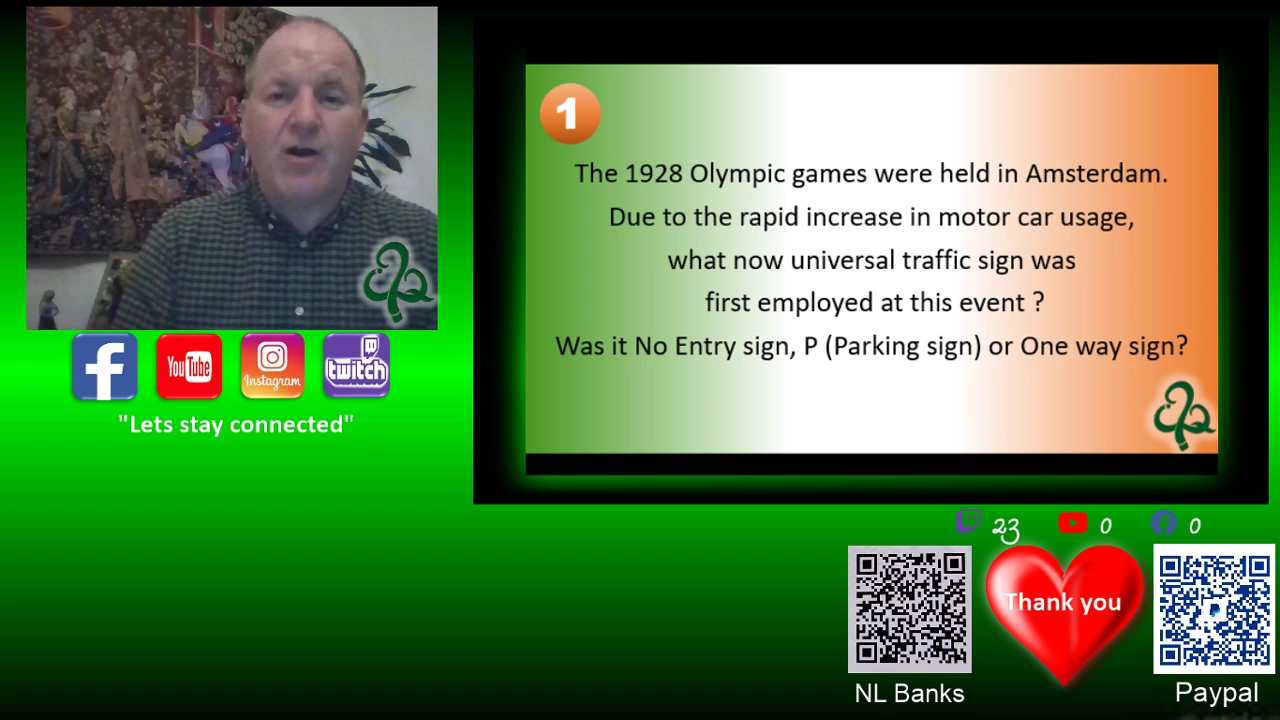 1
The 1928 Olympic games were held in Amsterdam.
Due to the rapid increase in motor car usage,
what now universal traffic sign was
first employed at this event ?
Was it No Entry sign, P (Parking sign) or One way sign?
f
YouTube
Instagram
twitch
"Lets stay connected"
23 0 0
Thank you
NL Banks
Paypal